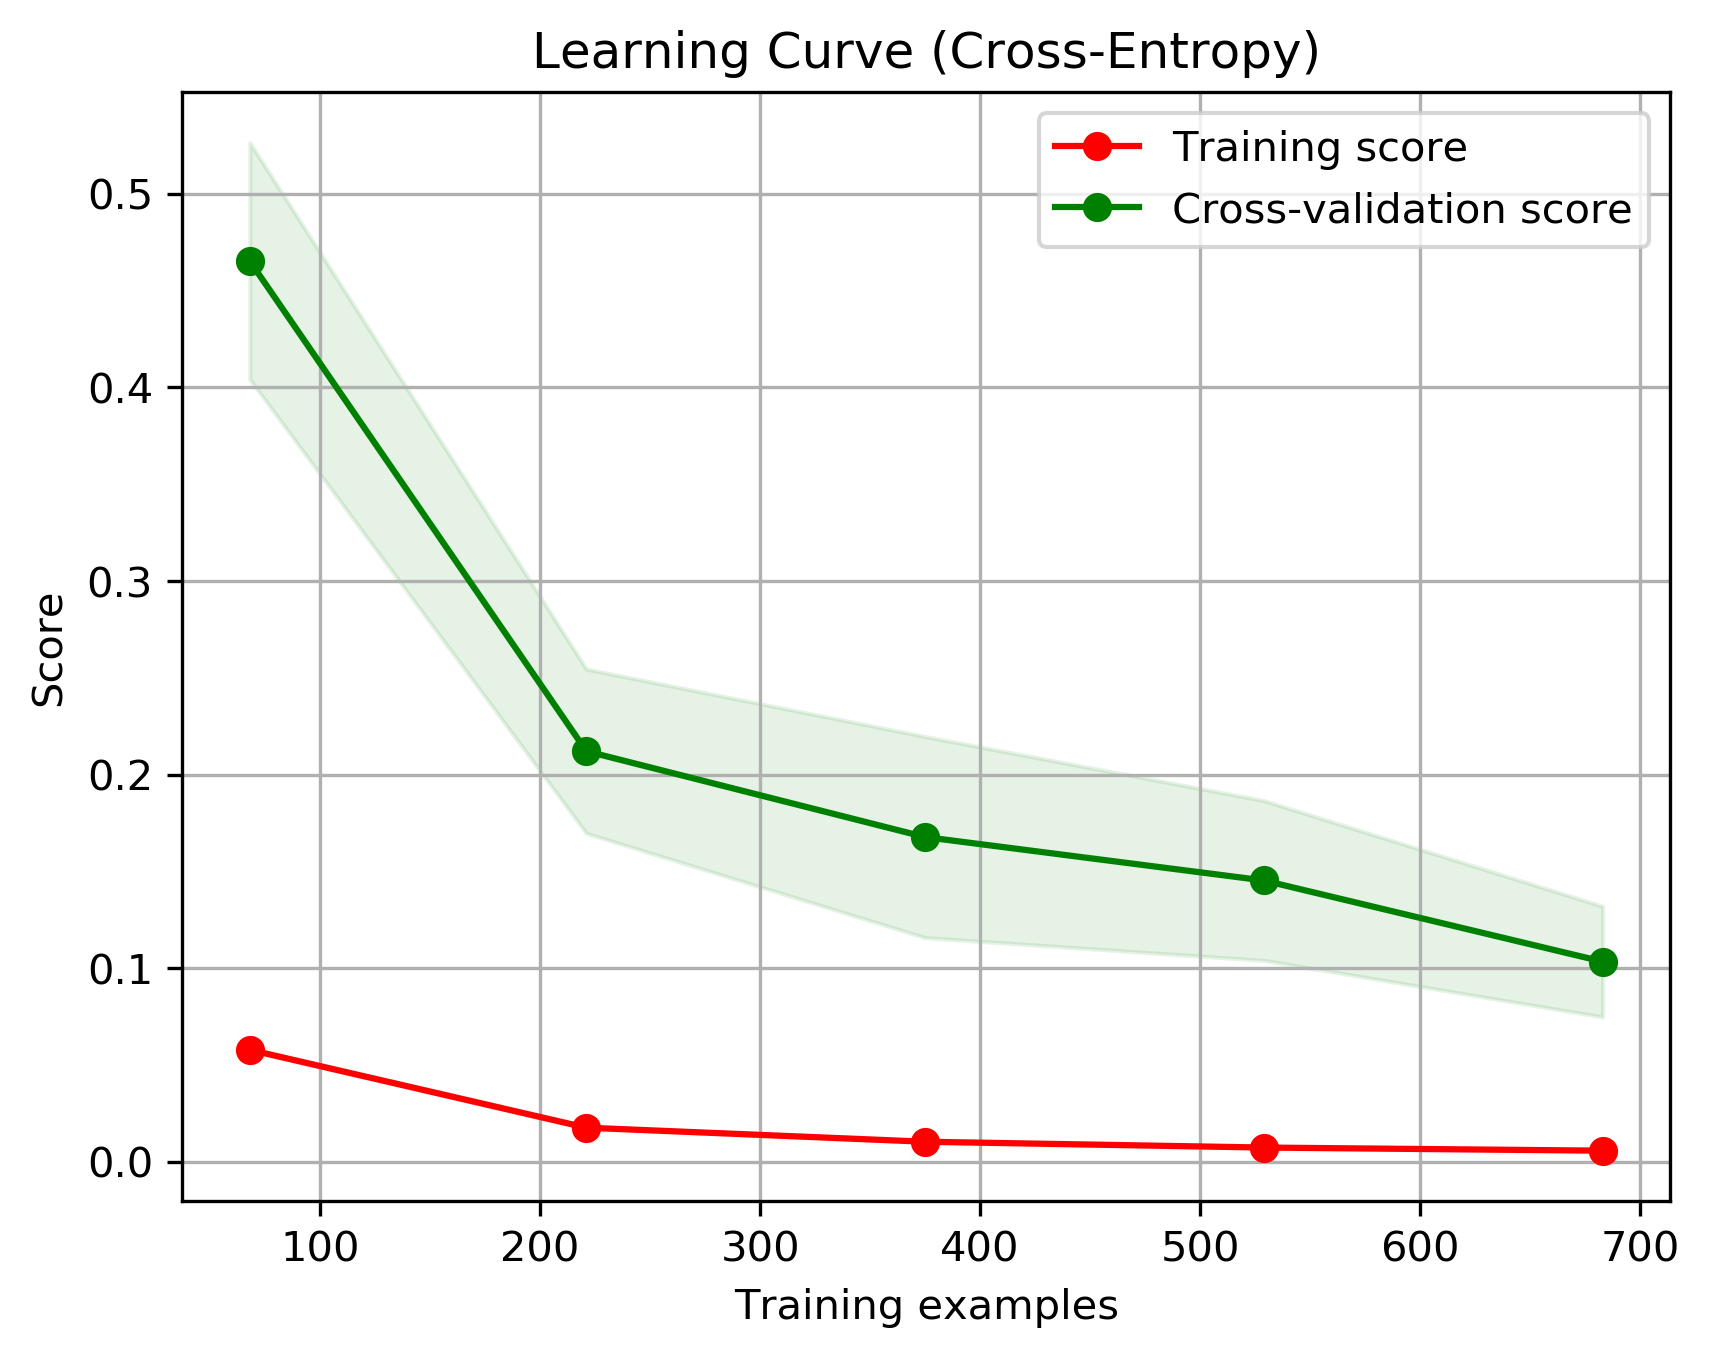 Learning Curve (Cross-Entropy)
Training score
Cross-validation score
0.5
0.4
0.3
0.2
0.1
0.0
Score
100 200 300 400 500 600 700
Training examples